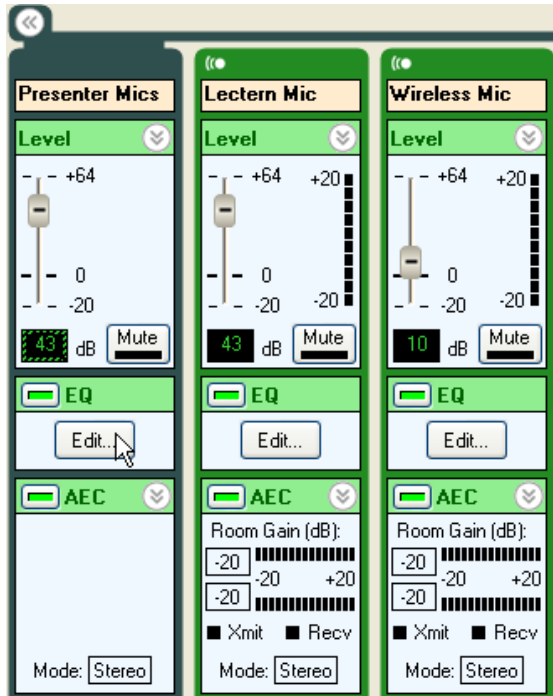 Presenter Mics
Level
+64
0
-20
43 dB Mute
EQ
Edit...
AEC
Mode: Stereo
Lectern Mic
Level
+64 +20
0
-20 -20
43 dB Mute
EQ
Edit...
AEC
Room Gain (dB):
-20
-20 +20
-20
Xmit Recv
Mode: Stereo
Wireless Mic
Level
+64 +20
0
-20 -20
10 dB Mute
EQ
Edit...
AEC
Room Gain (dB):
-20
-20 +20
-20
Xmit Recv
Mode: Stereo